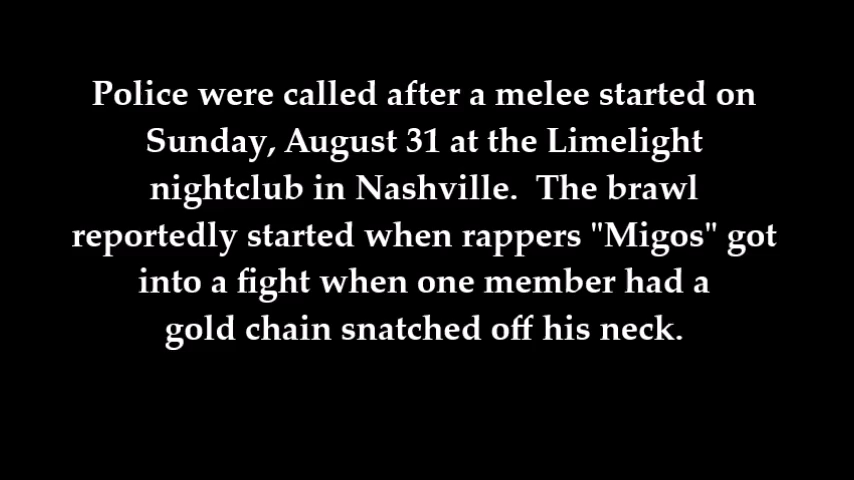 Police were called after a melee started on
Sunday, August 31 at the Limelight
nightclub in Nashville.  The brawl
reportedly started when rappers "Migos" got
into a fight when one member had a
gold chain snatched off his neck.